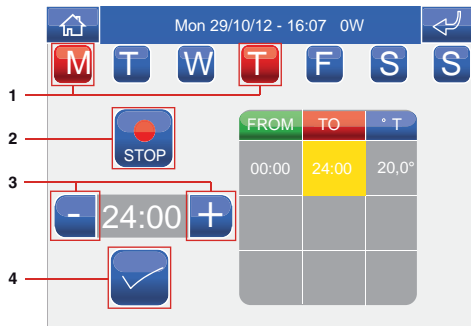 Mon 29/10/12 - 16:07 0W
M T W T F S S
1
2
STOP
FROM TO ° T
00:00 24:00 20,0°
3
- 24:00 +
4